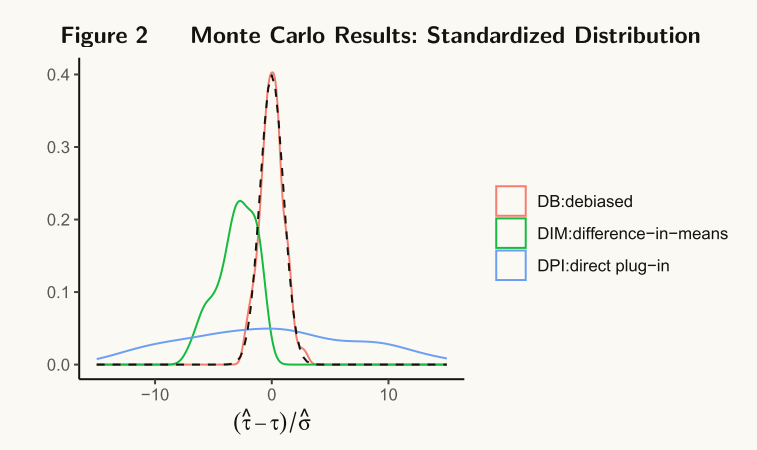 Figure 2 Monte Carlo Results: Standardized Distribution
0.4
0.3
0.2
0.1
0.0
−10 0 10
(τ̂−τ)/σ̂
DB:debiased
DIM:difference−in−means
DPI:direct plug−in